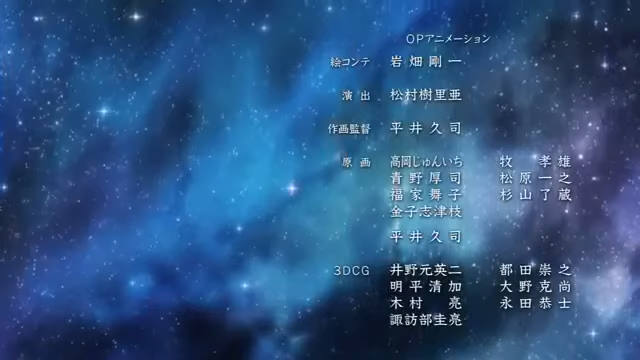 OPアニメーション
絵コンテ 岩畑剛一
演出 松村樹里亜
作画監督 平井久司
原画 高岡じゅんいち 牧 孝雄
青野厚司 松原一之
福家舞子 杉山了蔵
金子志津枝
平井久司
3DCG 井野元英二 都田崇之
明平清加 大野克尚
木村 亮 永田恭士
諏訪部圭亮